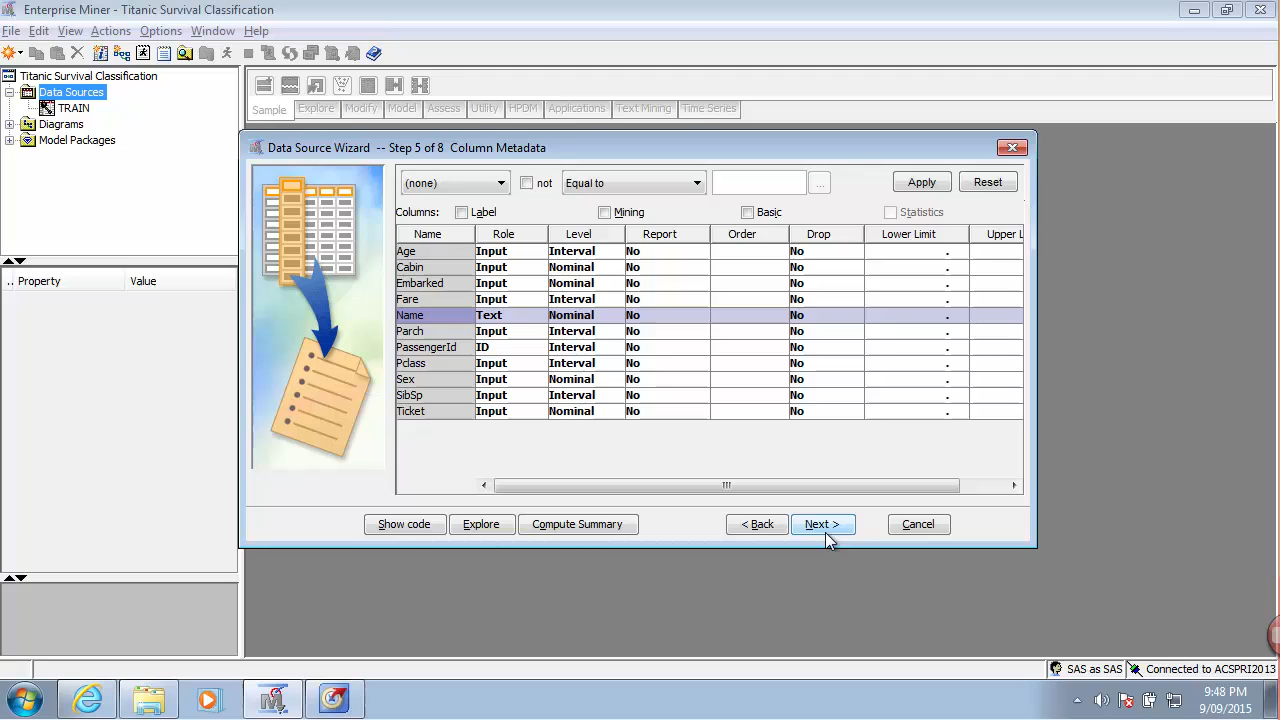 Enterprise Miner - Titanic Survival Classification
File Edit View Actions Options Window Help
Titanic Survival Classification
Data Sources
TRAIN
Diagrams
Model Packages
Sample Explore Modify Model Assess Utility HPDM Applications Text Mining Time Series
.. Property Value
Data Source Wizard -- Step 5 of 8 Column Metadata
(none) not Equal to ... Apply Reset
Columns: Label Mining Basic Statistics
Name Role Level Report Order Drop Lower Limit Upper L
Age Input Interval No No .
Cabin Input Nominal No No .
Embarked Input Nominal No No .
Fare Input Interval No No .
Name Text Nominal No No .
Parch Input Interval No No .
PassengerId ID Interval No No .
Pclass Input Interval No No .
Sex Input Nominal No No .
SibSp Input Interval No No .
Ticket Input Nominal No No .
Show code Explore Compute Summary < Back Next > Cancel
SAS as SAS Connected to ACSPRI2013
9:48 PM
9/09/2015